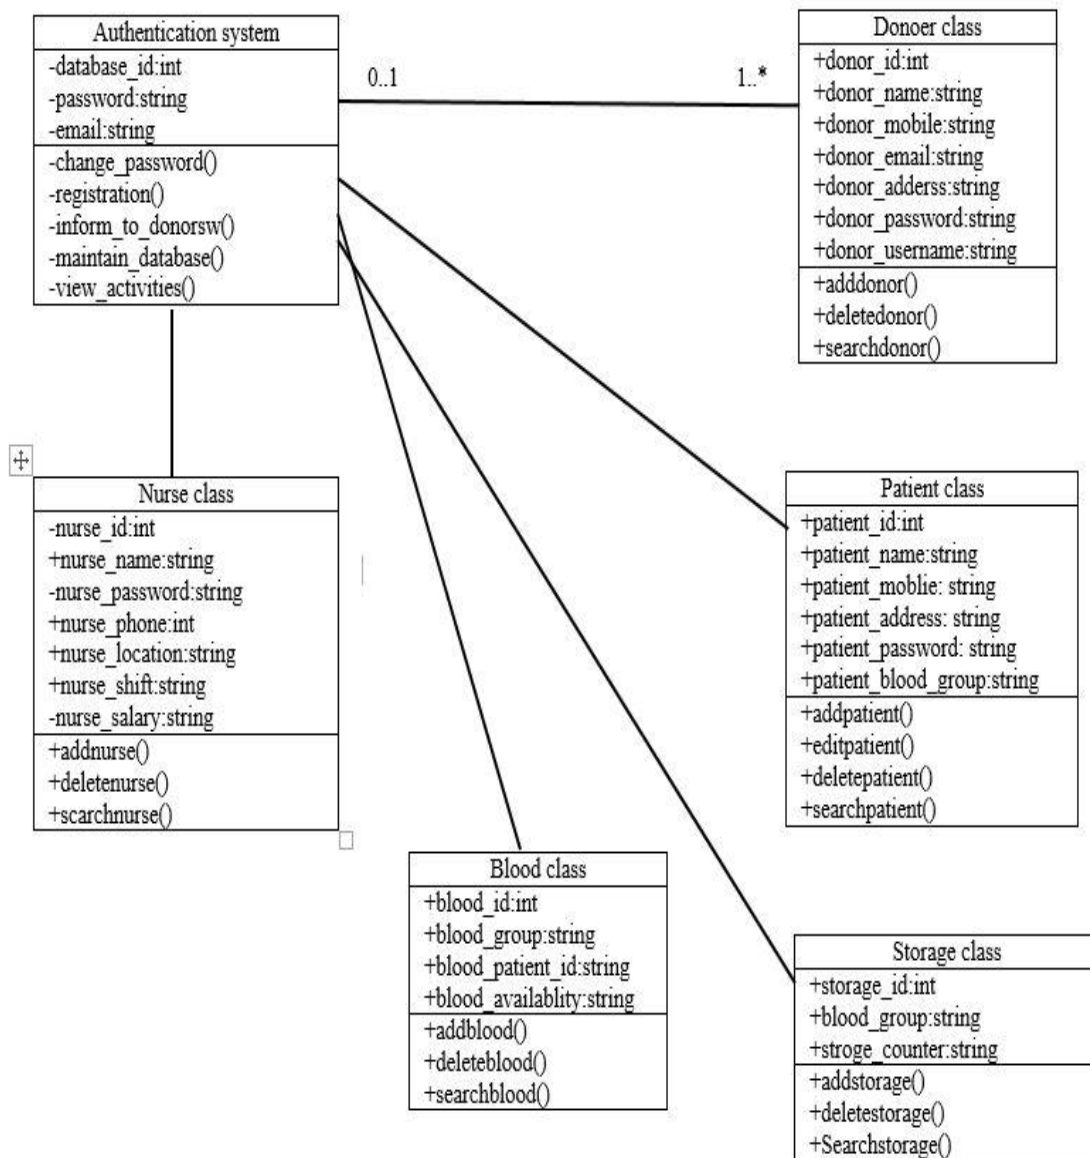 Authentication system
-database_id:int
-password:string
-email:string
-change_password()
-registration()
-inform_to_donorsw()
-maintain_database()
-view_activities()
0..1
1..*
Donoer class
+donor_id:int
+donor_name:string
+donor_mobile:string
+donor_email:string
+donor_adderss:string
+donor_password:string
+donor_username:string
+adddonor()
+deletedonor()
+searchdonor()
Nurse class
-nurse_id:int
+nurse_name:string
-nurse_password:string
+nurse_phone:int
+nurse_location:string
+nurse_shift:string
-nurse_salary:string
+addnurse()
+deletenurse()
+scarchnurse()
Patient class
+patient_id:int
+patient_name:string
+patient_moblie: string
+patient_address: string
+patient_password: string
+patient_blood_group:string
+addpatient()
+editpatient()
+deletepatient()
+searchpatient()
Blood class
+blood_id:int
+blood_group:string
+blood_patient_id:string
+blood_availablity:string
+addblood()
+deleteblood()
+searchblood()
Storage class
+storage_id:int
+blood_group:string
+stroge_counter:string
+addstorage()
+deletestorage()
+Searchstorage()